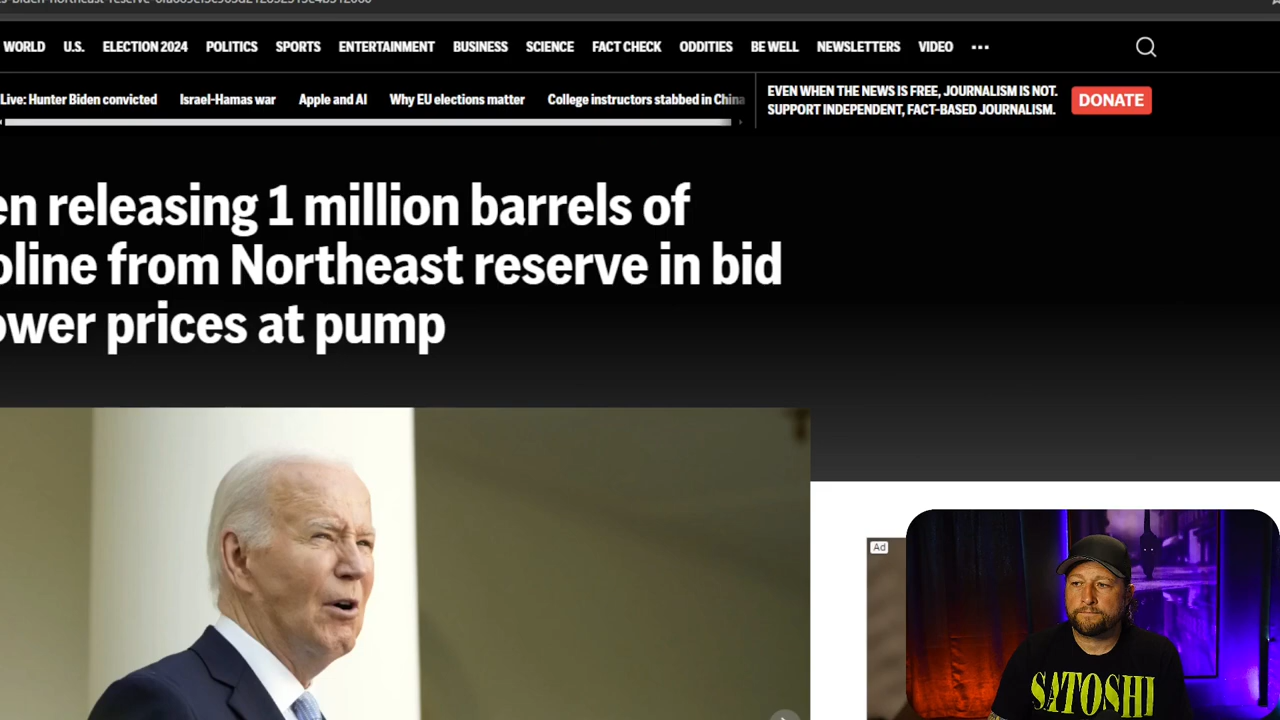 WORLD U.S. ELECTION 2024 POLITICS SPORTS ENTERTAINMENT BUSINESS SCIENCE FACT CHECK ODDITIES BE WELL NEWSLETTERS VIDEO •••
Live: Hunter Biden convicted Israel-Hamas war Apple and AI Why EU elections matter College instructors stabbed in China
EVEN WHEN THE NEWS IS FREE, JOURNALISM IS NOT.
SUPPORT INDEPENDENT, FACT-BASED JOURNALISM.
DONATE
en releasing 1 million barrels of
oline from Northeast reserve in bid
ower prices at pump
Ad
SATOSHI